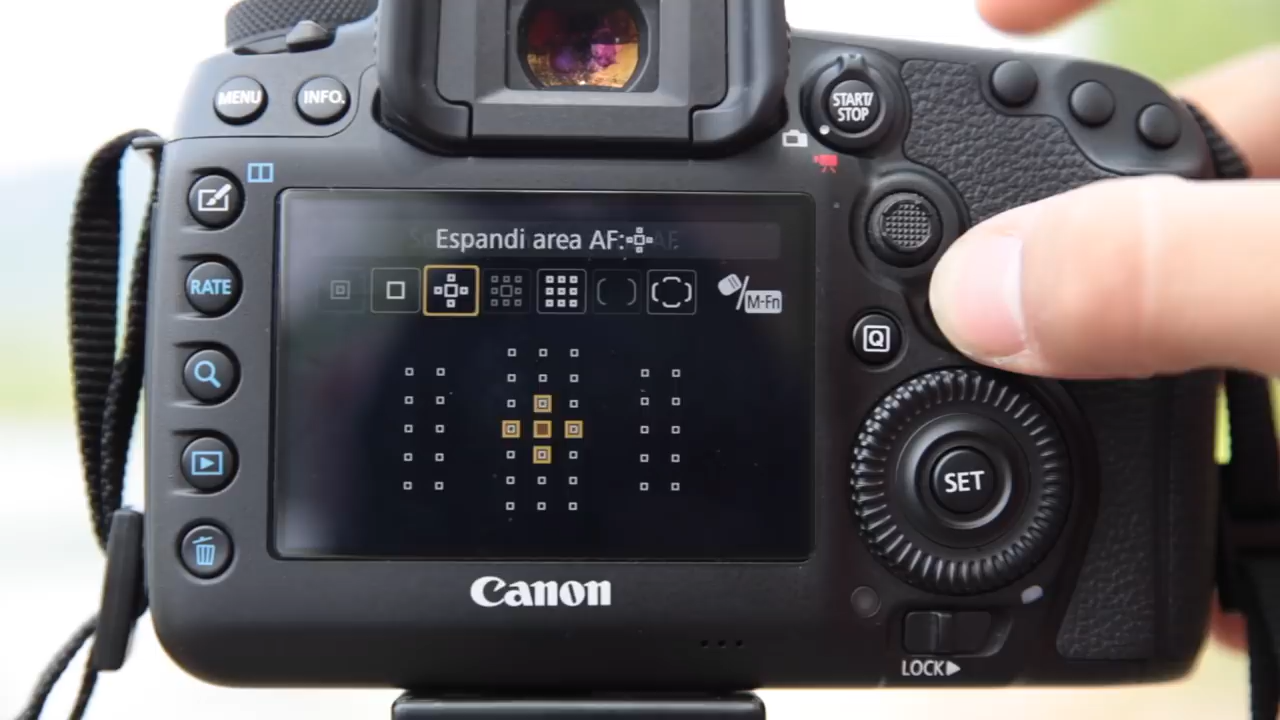 MENU
INFO.
START/
STOP
RATE
Espandi area AF:
M-Fn
Q
SET
Canon
LOCK